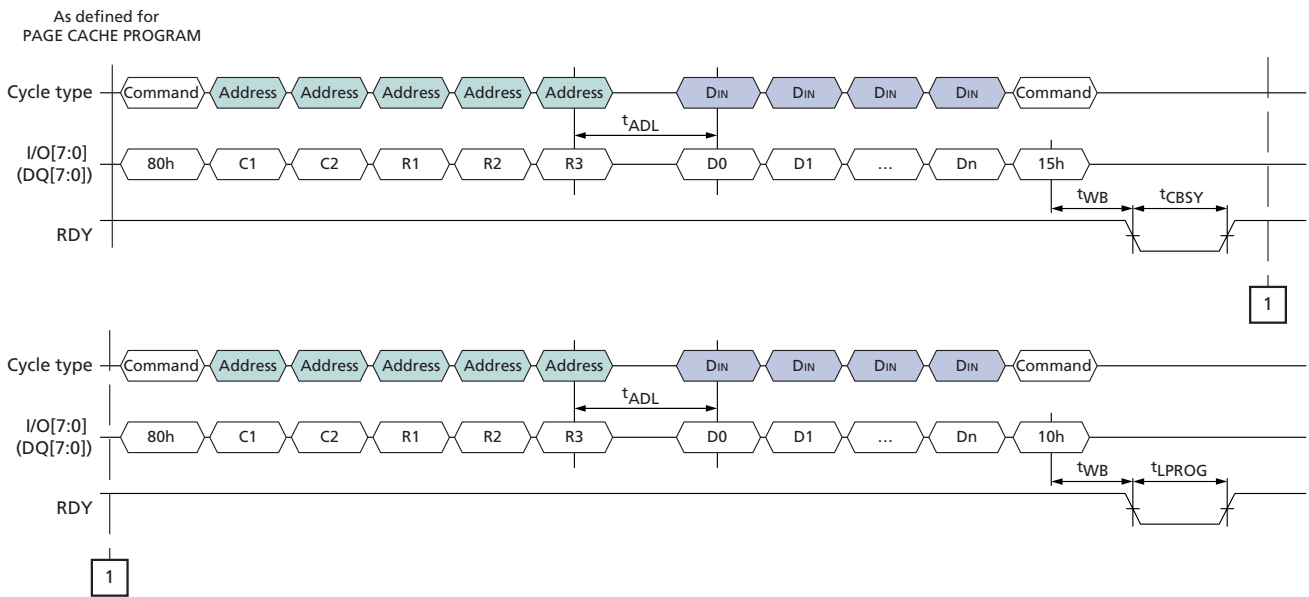 As defined for
PAGE CACHE PROGRAM
Cycle type Command Address Address Address Address Address DIN DIN DIN DIN Command
tADL
I/O[7:0]
(DQ[7:0]) 80h C1 C2 R1 R2 R3 D0 D1 … Dn 15h
tWB tCBSY
RDY
1
Cycle type Command Address Address Address Address Address DIN DIN DIN DIN Command
tADL
I/O[7:0]
(DQ[7:0]) 80h C1 C2 R1 R2 R3 D0 D1 … Dn 10h
tWB tLPROG
RDY
1